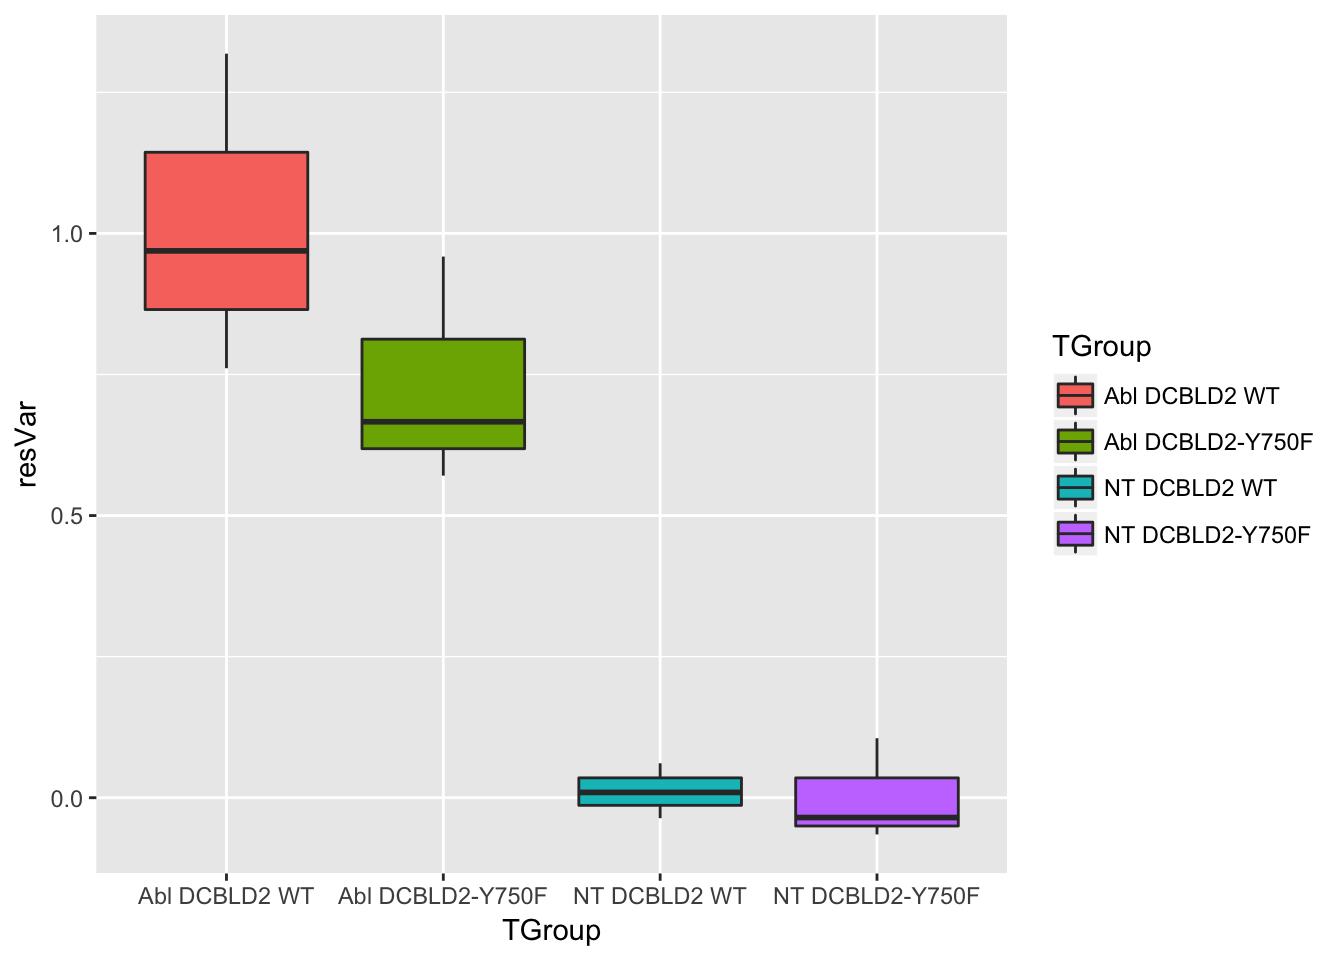 resVar
1.0
0.5
0.0
Abl DCBLD2 WT
Abl DCBLD2-Y750F
NT DCBLD2 WT
NT DCBLD2-Y750F
TGroup
TGroup
Abl DCBLD2 WT
Abl DCBLD2-Y750F
NT DCBLD2 WT
NT DCBLD2-Y750F